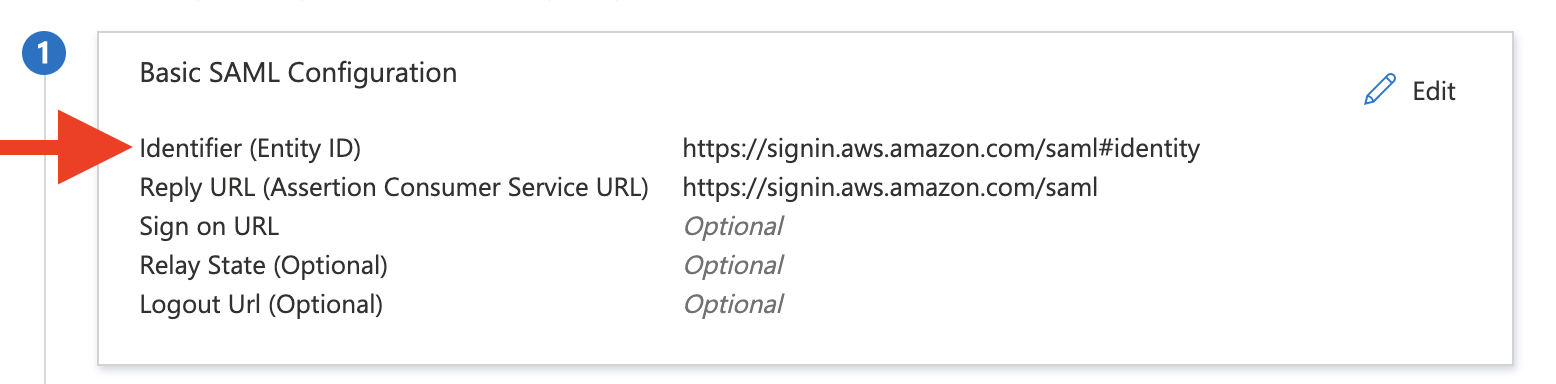 1
Basic SAML Configuration
Edit
Identifier (Entity ID) https://signin.aws.amazon.com/saml#identity
Reply URL (Assertion Consumer Service URL) https://signin.aws.amazon.com/saml
Sign on URL Optional
Relay State (Optional) Optional
Logout Url (Optional) Optional